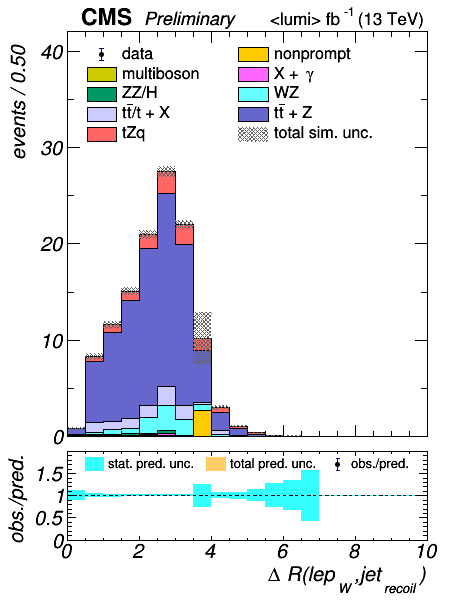 CMS Preliminary <lumi> fb⁻¹ (13 TeV)
events / 0.50
40
30
20
10
0
data
nonprompt
multiboson
X + γ
ZZ/H
WZ
tt̄/t + X
tt̄ + Z
tZq
total sim. unc.
obs./pred.
1.5
1
0.5
0
stat. pred. unc.
total pred. unc.
obs./pred.
0 2 4 6 8 10
Δ R(lep_W, jet_recoil)